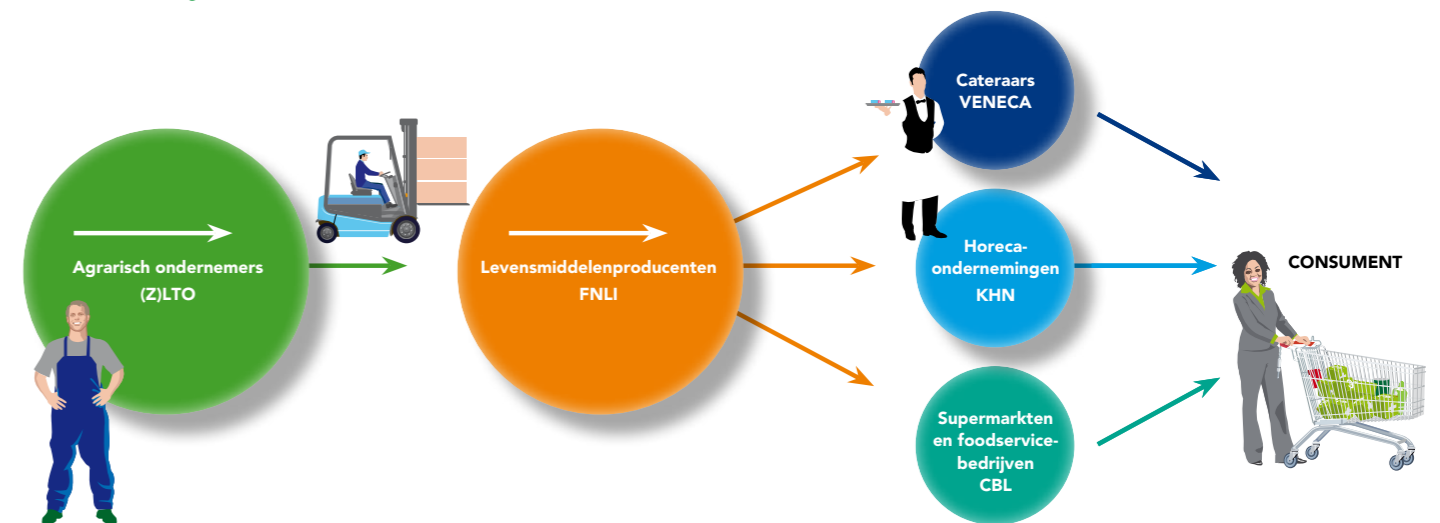 Agrarisch ondernemers
(Z)LTO
Levensmiddelenproducenten
FNLI
Cateraars
VENECA
Horeca-
ondernemingen
KHN
Supermarkten
en foodservice-
bedrijven
CBL
CONSUMENT